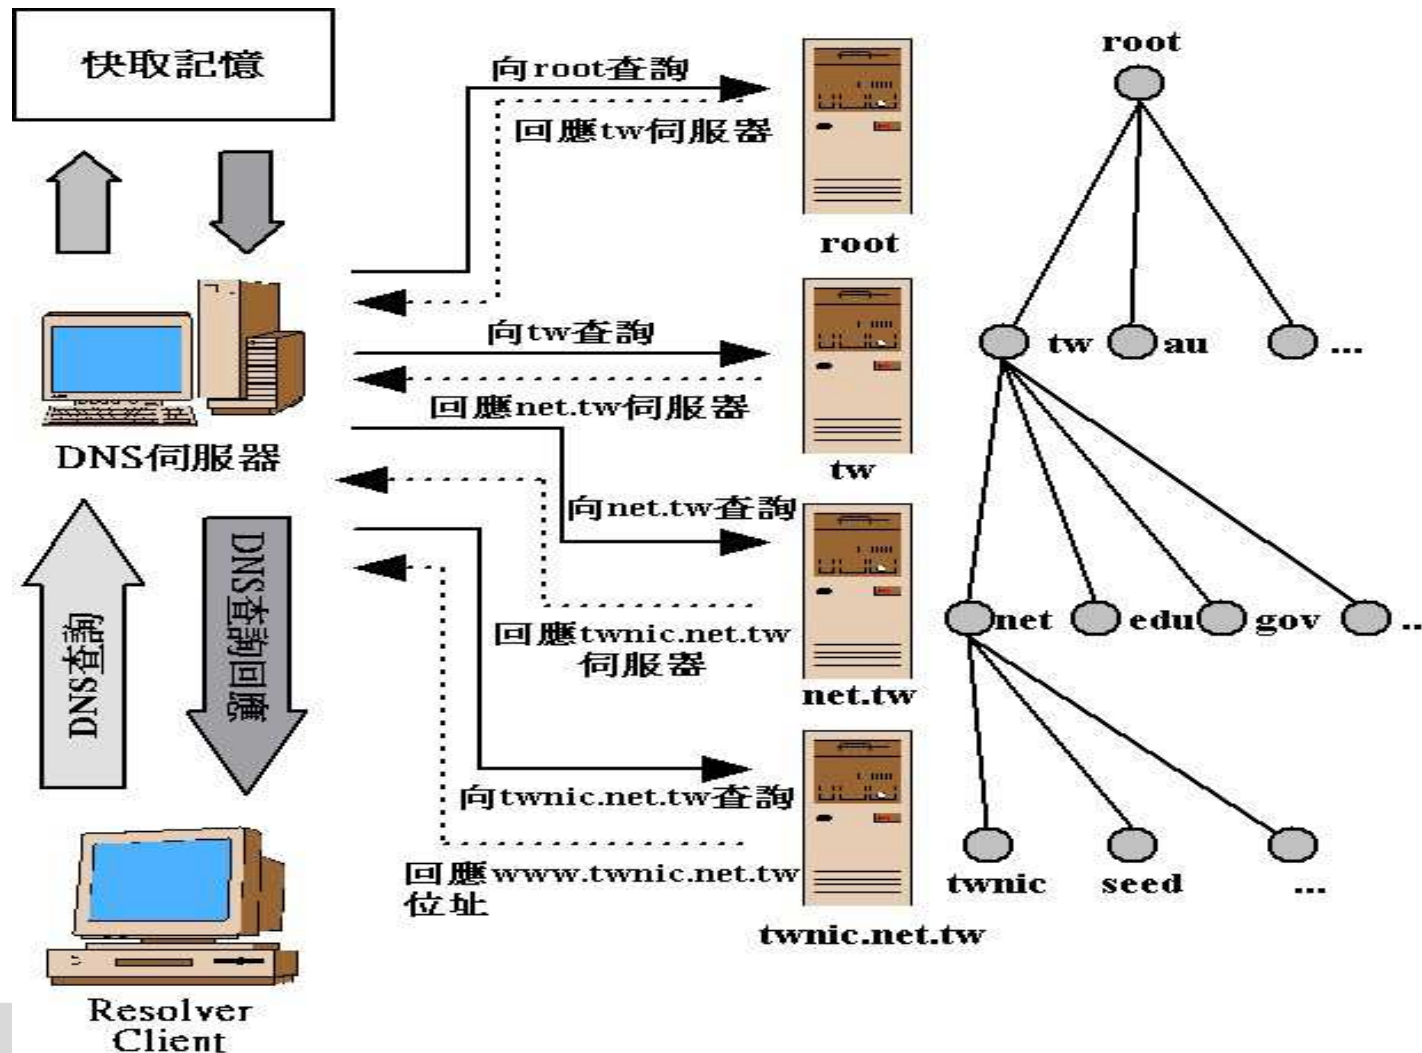 快取記憶
向root查詢
回應tw伺服器
root
向tw查詢
回應net.tw伺服器
tw
DNS伺服器
向net.tw查詢
回應twnic.net.tw
伺服器
net.tw
DNS查詢
DNS查詢回應
向twnic.net.tw查詢
回應www.twnic.net.tw
位址
twnic.net.tw
Resolver
Client
root
tw
au
...
net
edu
gov
..
twnic
seed
...